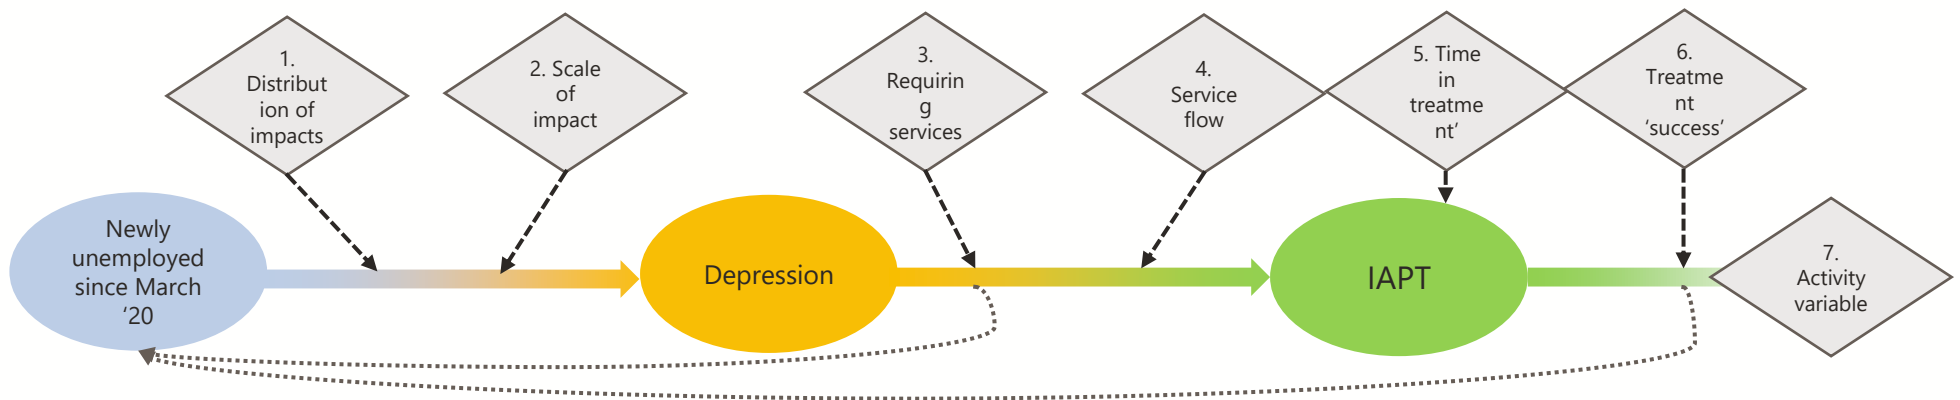 1.
Distribut
ion of
impacts
2. Scale
of
impact
3.
Requirin
g
services
4.
Service
flow
5. Time
in
treatme
nt‘
6.
Treatme
nt
‘success’
Newly
unemployed
since March
‘20
Depression
IAPT
7.
Activity
variable